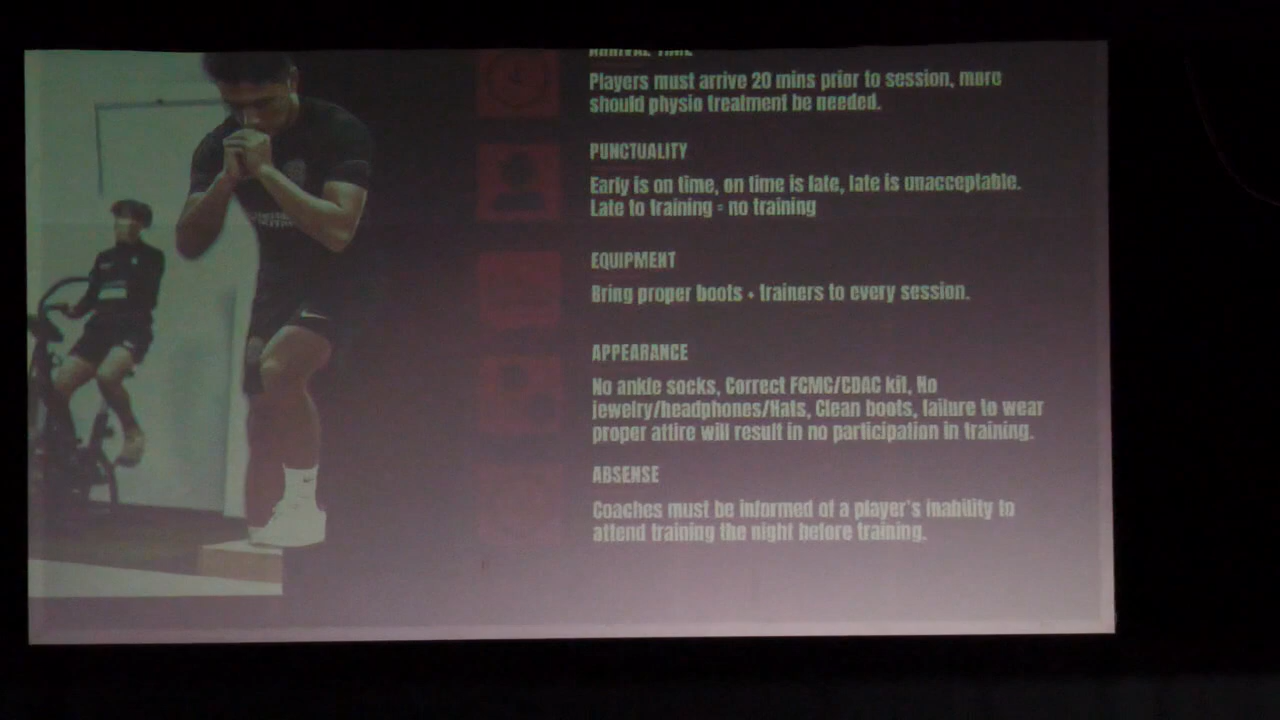 ARRIVAL TIME
Players must arrive 20 mins prior to session, more
should physio treatment be needed.
PUNCTUALITY
Early is on time, on time is late, late is unacceptable.
Late to training = no training
EQUIPMENT
Bring proper boots + trainers to every session.
APPEARANCE
No ankle socks, Correct FCMC/CDAC kit, No
jewelry/headphones/Hats, Clean boots, failure to wear
proper attire will result in no participation in training.
ABSENSE
Coaches must be informed of a player's inability to
attend training the night before training.